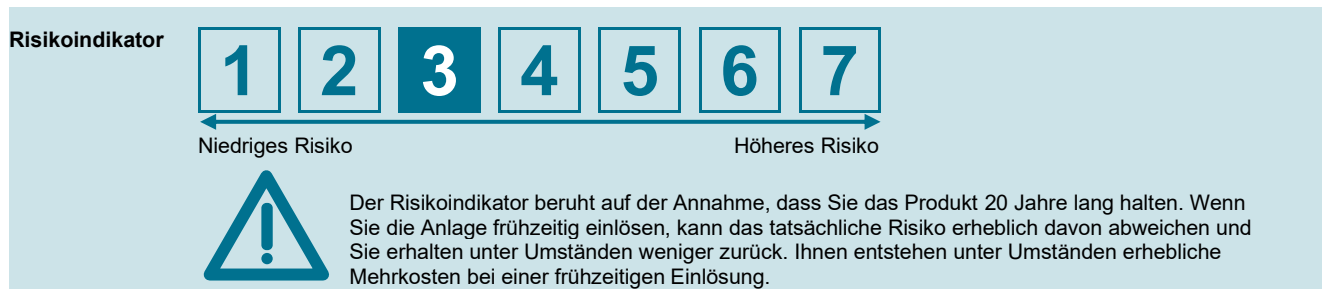 Risikoindikator
1 2 3 4 5 6 7
Niedriges Risiko Höheres Risiko
Der Risikoindikator beruht auf der Annahme, dass Sie das Produkt 20 Jahre lang halten. Wenn
Sie die Anlage frühzeitig einlösen, kann das tatsächliche Risiko erheblich davon abweichen und
Sie erhalten unter Umständen weniger zurück. Ihnen entstehen unter Umständen erhebliche
Mehrkosten bei einer frühzeitigen Einlösung.